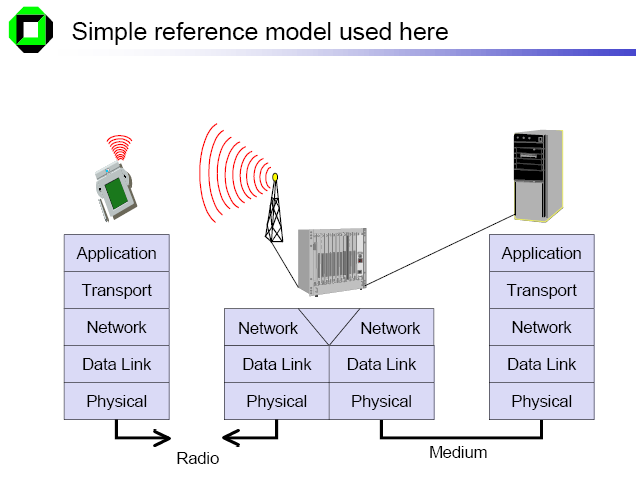 Simple reference model used here
Application
Transport
Network
Data Link
Physical
Network Network
Data Link Data Link
Physical Physical
Application
Transport
Network
Data Link
Physical
Radio
Medium